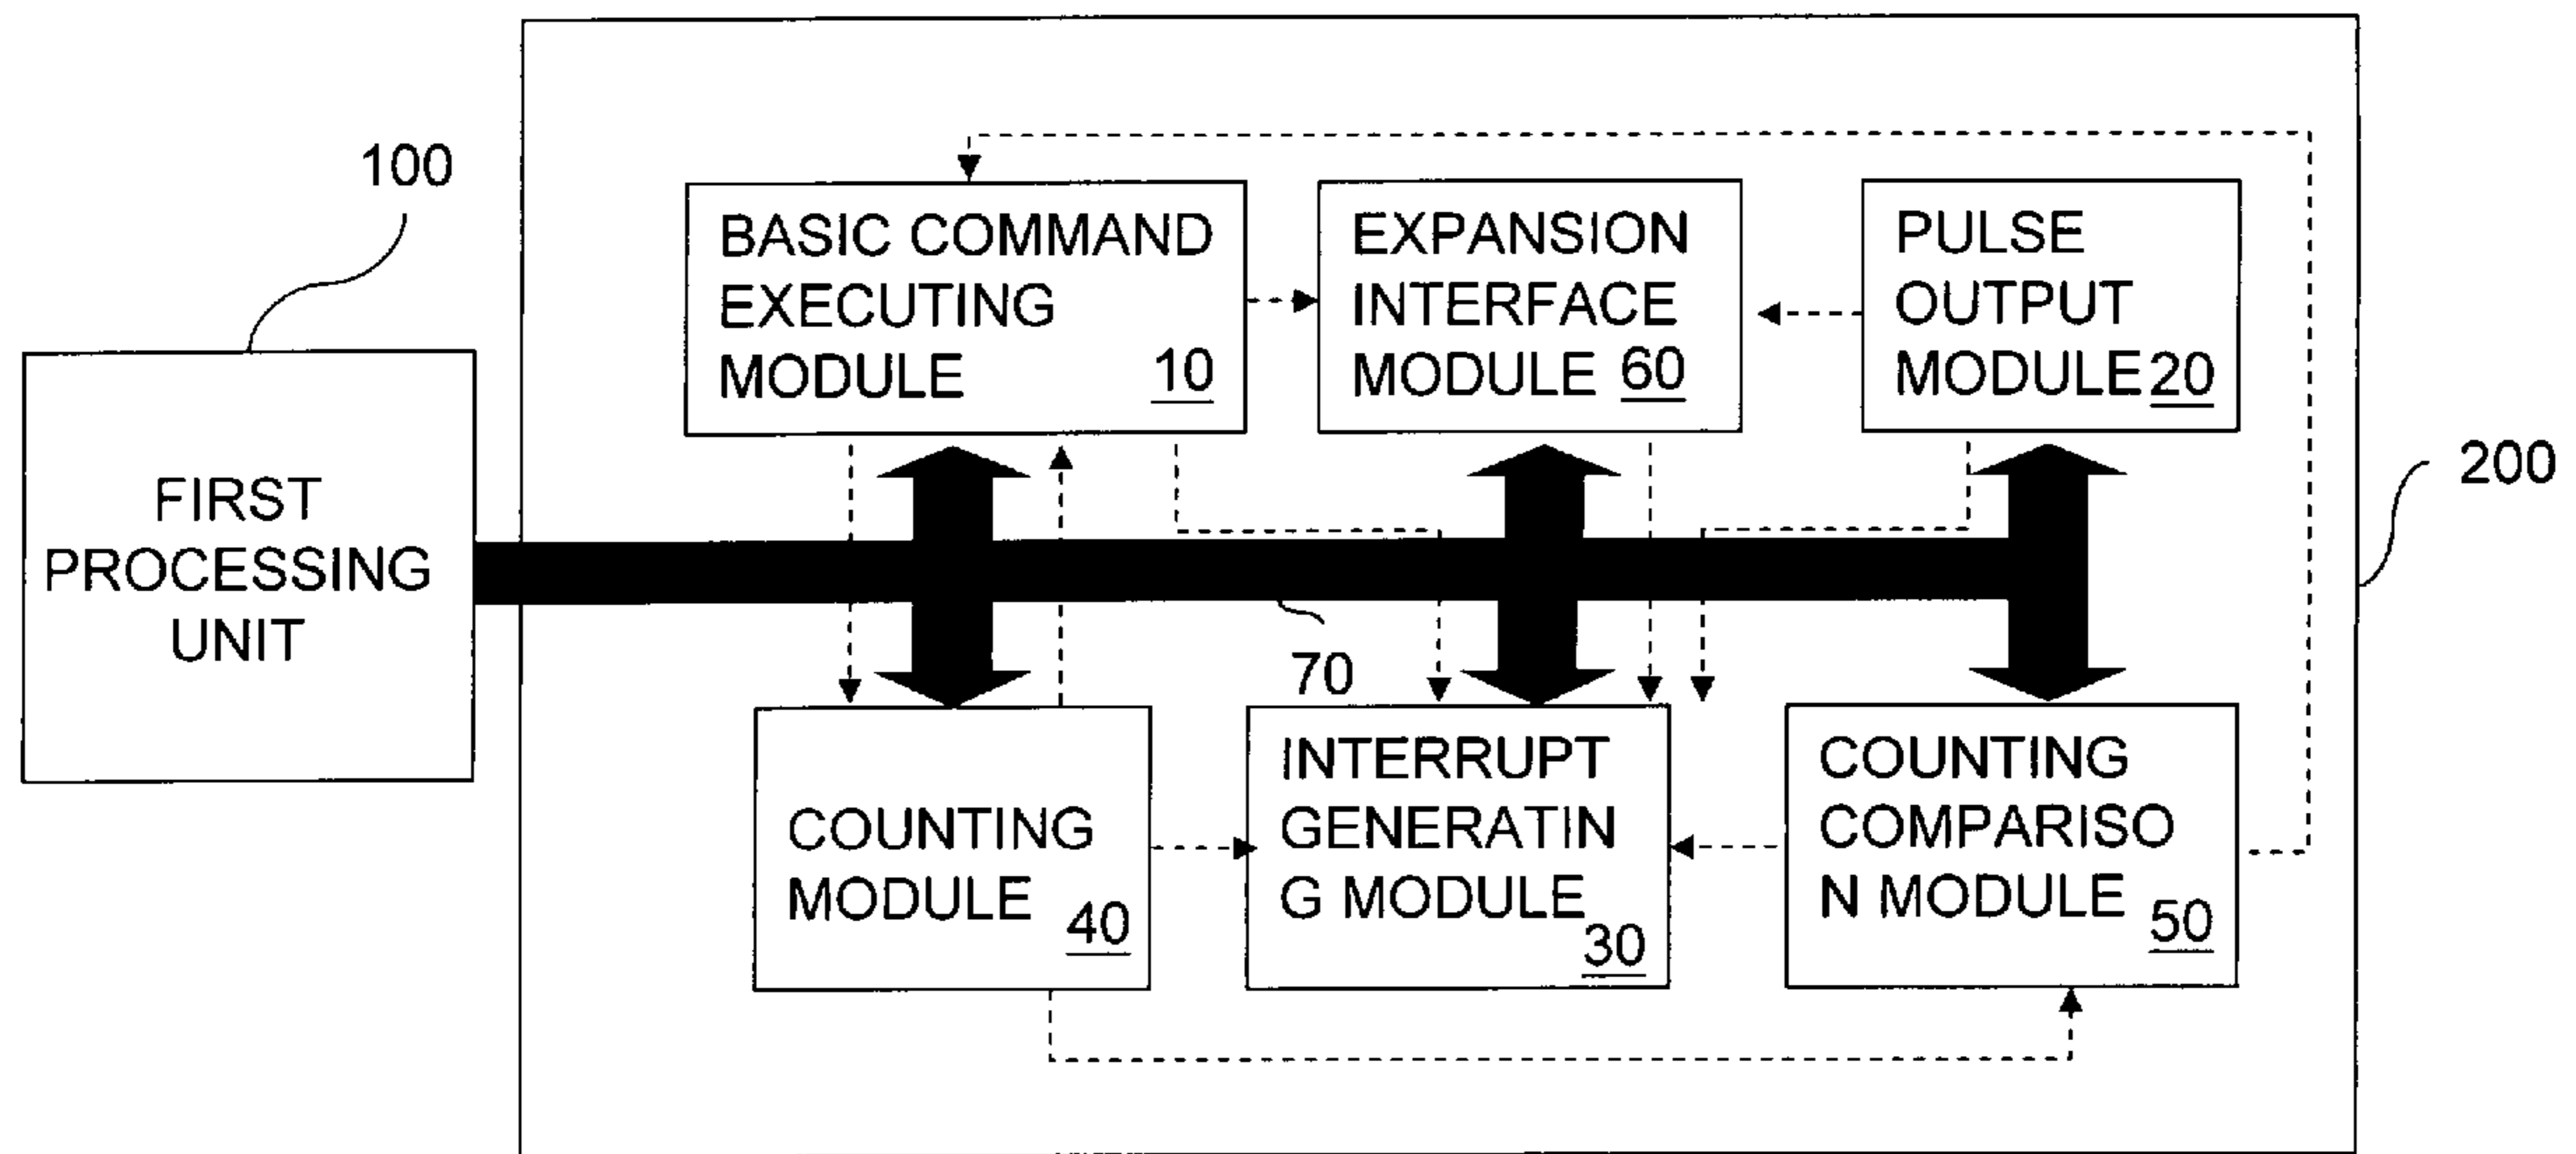 100
BASIC COMMAND
EXECUTING
MODULE 10
EXPANSION
INTERFACE
MODULE 60
PULSE
OUTPUT
MODULE 20
200
FIRST
PROCESSING
UNIT
70
COUNTING
MODULE
40
INTERRUPT
GENERATIN
G MODULE
30
COUNTING
COMPARISO
N MODULE
50